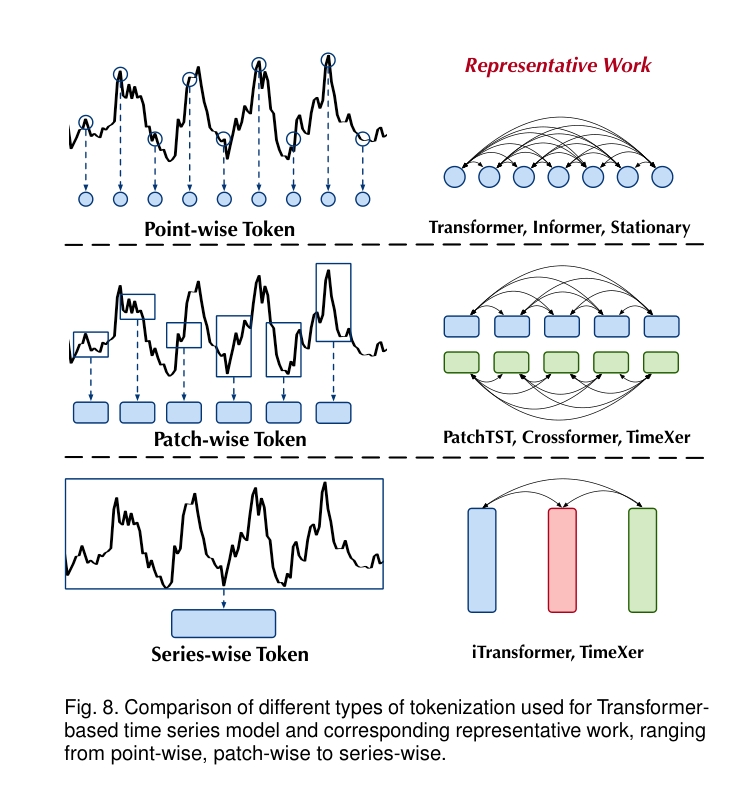 Representative Work
Point-wise Token
Transformer, Informer, Stationary
Patch-wise Token
PatchTST, Crossformer, TimeXer
Series-wise Token
iTransformer, TimeXer
Fig. 8. Comparison of different types of tokenization used for Transformer-
based time series model and corresponding representative work, ranging
from point-wise, patch-wise to series-wise.